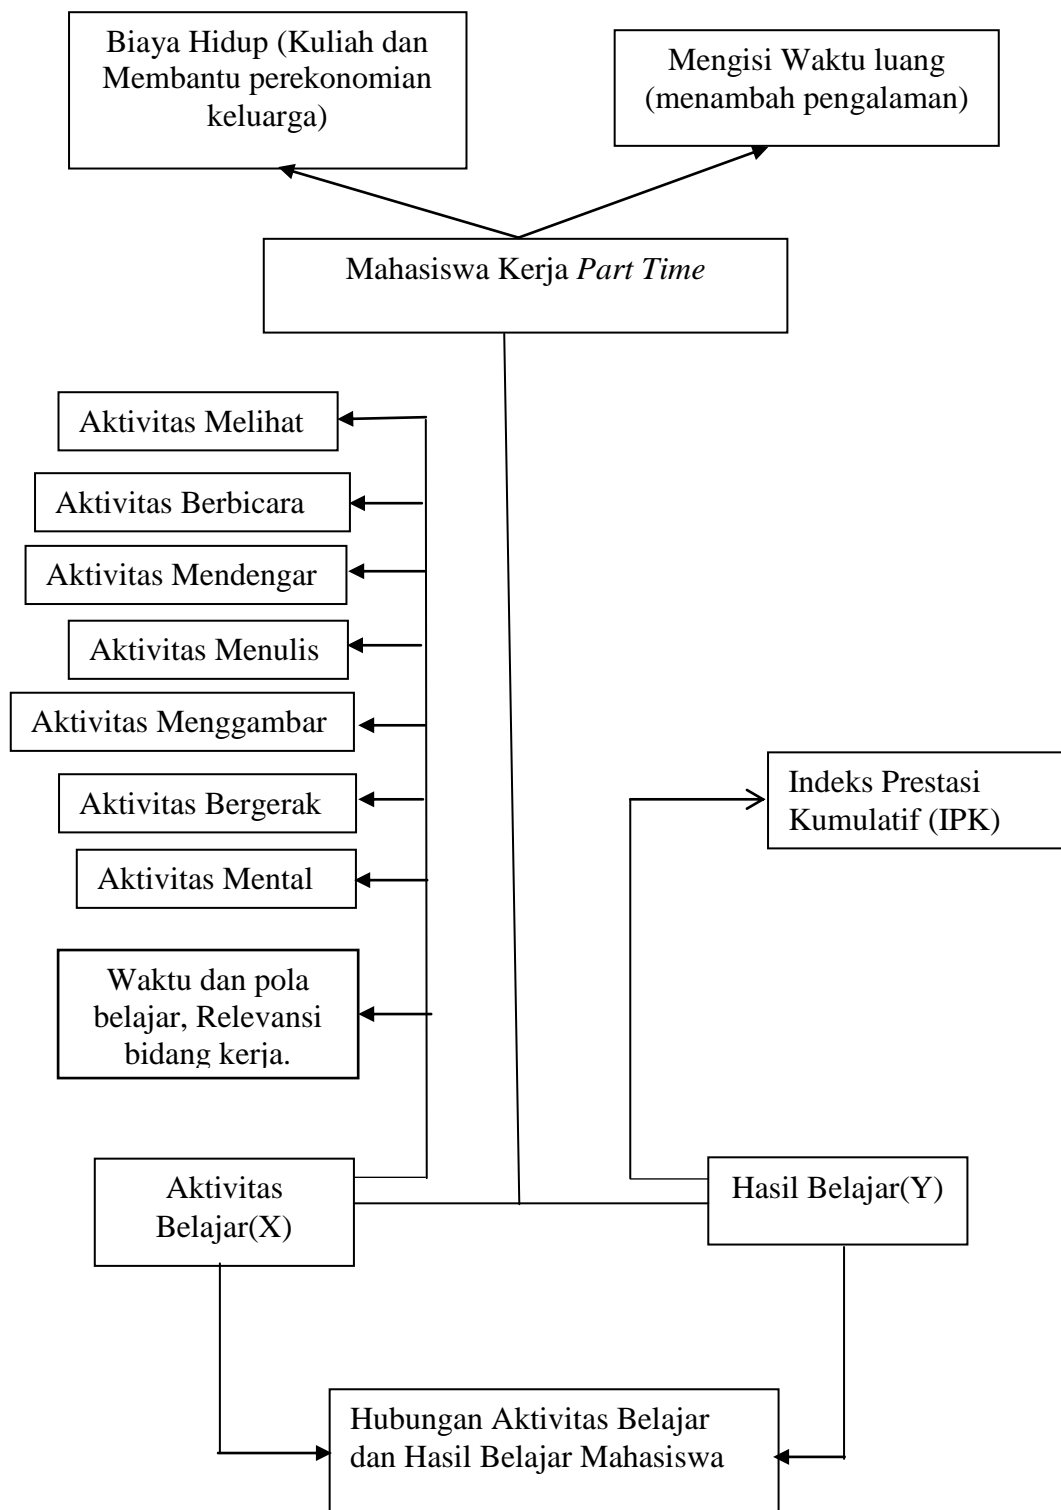 Biaya Hidup (Kuliah dan
Membantu perekonomian
keluarga)
Mengisi Waktu luang
(menambah pengalaman)
Mahasiswa Kerja Part Time
Aktivitas Melihat
Aktivitas Berbicara
Aktivitas Mendengar
Aktivitas Menulis
Aktivitas Menggambar
Aktivitas Bergerak
Aktivitas Mental
Waktu dan pola
belajar, Relevansi
bidang kerja.
Indeks Prestasi
Kumulatif (IPK)
Aktivitas
Belajar(X)
Hasil Belajar(Y)
Hubungan Aktivitas Belajar
dan Hasil Belajar Mahasiswa